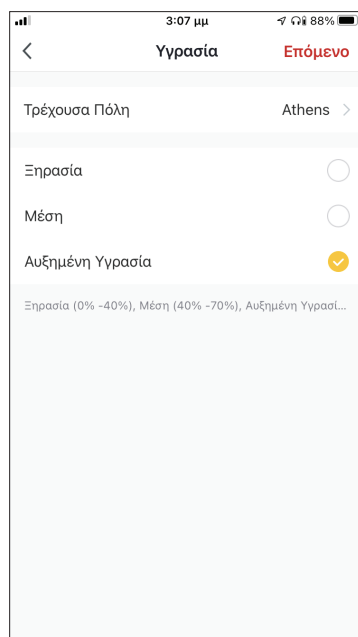 3:07 μμ 88%
Υγρασία Επόμενο
Τρέχουσα Πόλη Athens
Ξηρασία
Μέση
Αυξημένη Υγρασία
Ξηρασία (0% -40%), Μέση (40% -70%), Αυξημένη Υγρασί...